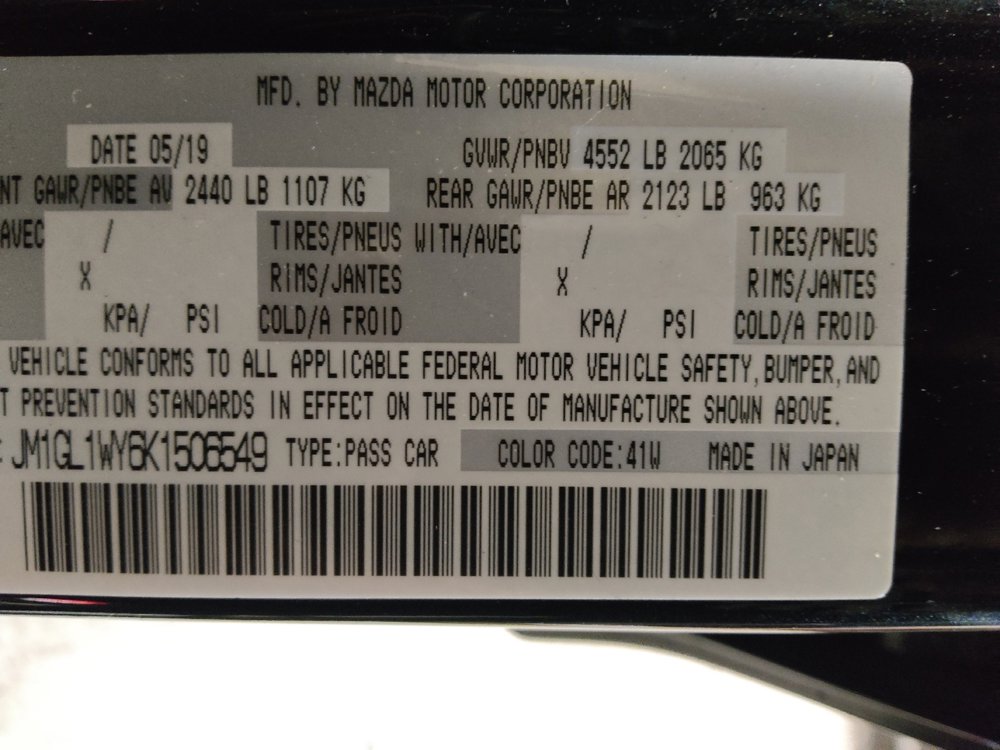 MFD. BY MAZDA MOTOR CORPORATION
DATE 05/19 GVWR/PNBV 4552 LB 2065 KG
NT GAWR/PNBE AV 2440 LB 1107 KG REAR GAWR/PNBE AR 2123 LB 963 KG
AVEC / TIRES/PNEUS WITH/AVEC / TIRES/PNEUS
X RIMS/JANTES X RIMS/JANTES
KPA/ PSI COLD/A FROID KPA/ PSI COLD/A FROID
VEHICLE CONFORMS TO ALL APPLICABLE FEDERAL MOTOR VEHICLE SAFETY, BUMPER, AND
T PREVENTION STANDARDS IN EFFECT ON THE DATE OF MANUFACTURE SHOWN ABOVE.
: JM1GL1WY6K1506549 TYPE:PASS CAR COLOR CODE:41W MADE IN JAPAN